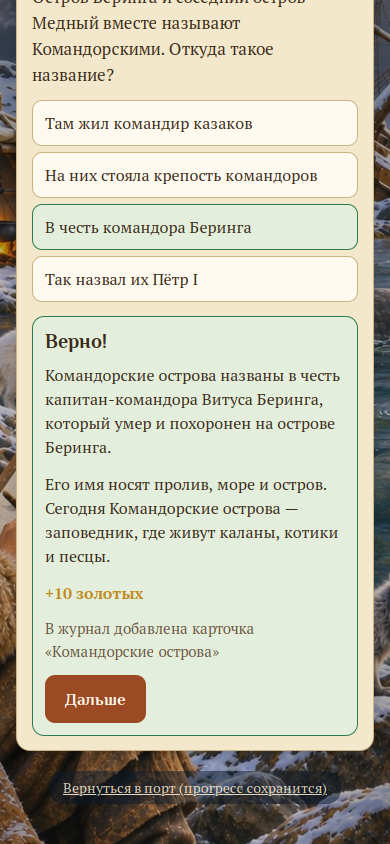 Остров Беринга и соседний остров
Медный вместе называют
Командорскими. Откуда такое
название?
Там жил командир казаков
На них стояла крепость командоров
В честь командора Беринга
Так назвал их Пётр I
Верно!
Командорские острова названы в честь
капитан-командора Витуса Беринга,
который умер и похоронен на острове
Беринга.
Его имя носят пролив, море и остров.
Сегодня Командорские острова —
заповедник, где живут каланы, котики
и песцы.
+10 золотых
В журнал добавлена карточка
«Командорские острова»
Дальше
Вернуться в порт (прогресс сохранится)